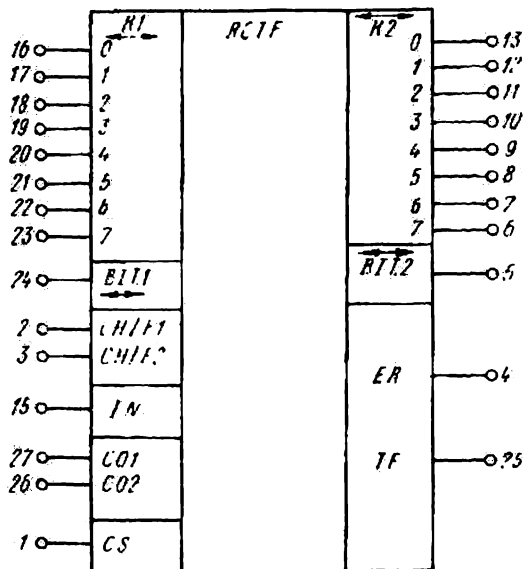 K1 RCTF K2
16 0 0 13
17 1 1 12
18 2 2 11
19 3 3 10
20 4 4 9
21 5 5 8
22 6 6 7
23 7 7 6
24 BIT1 BIT2 5
2 CH/F1
3 CH/F2
ER 4
15 IN
27 CO1 TF 25
26 CO2
1 CS